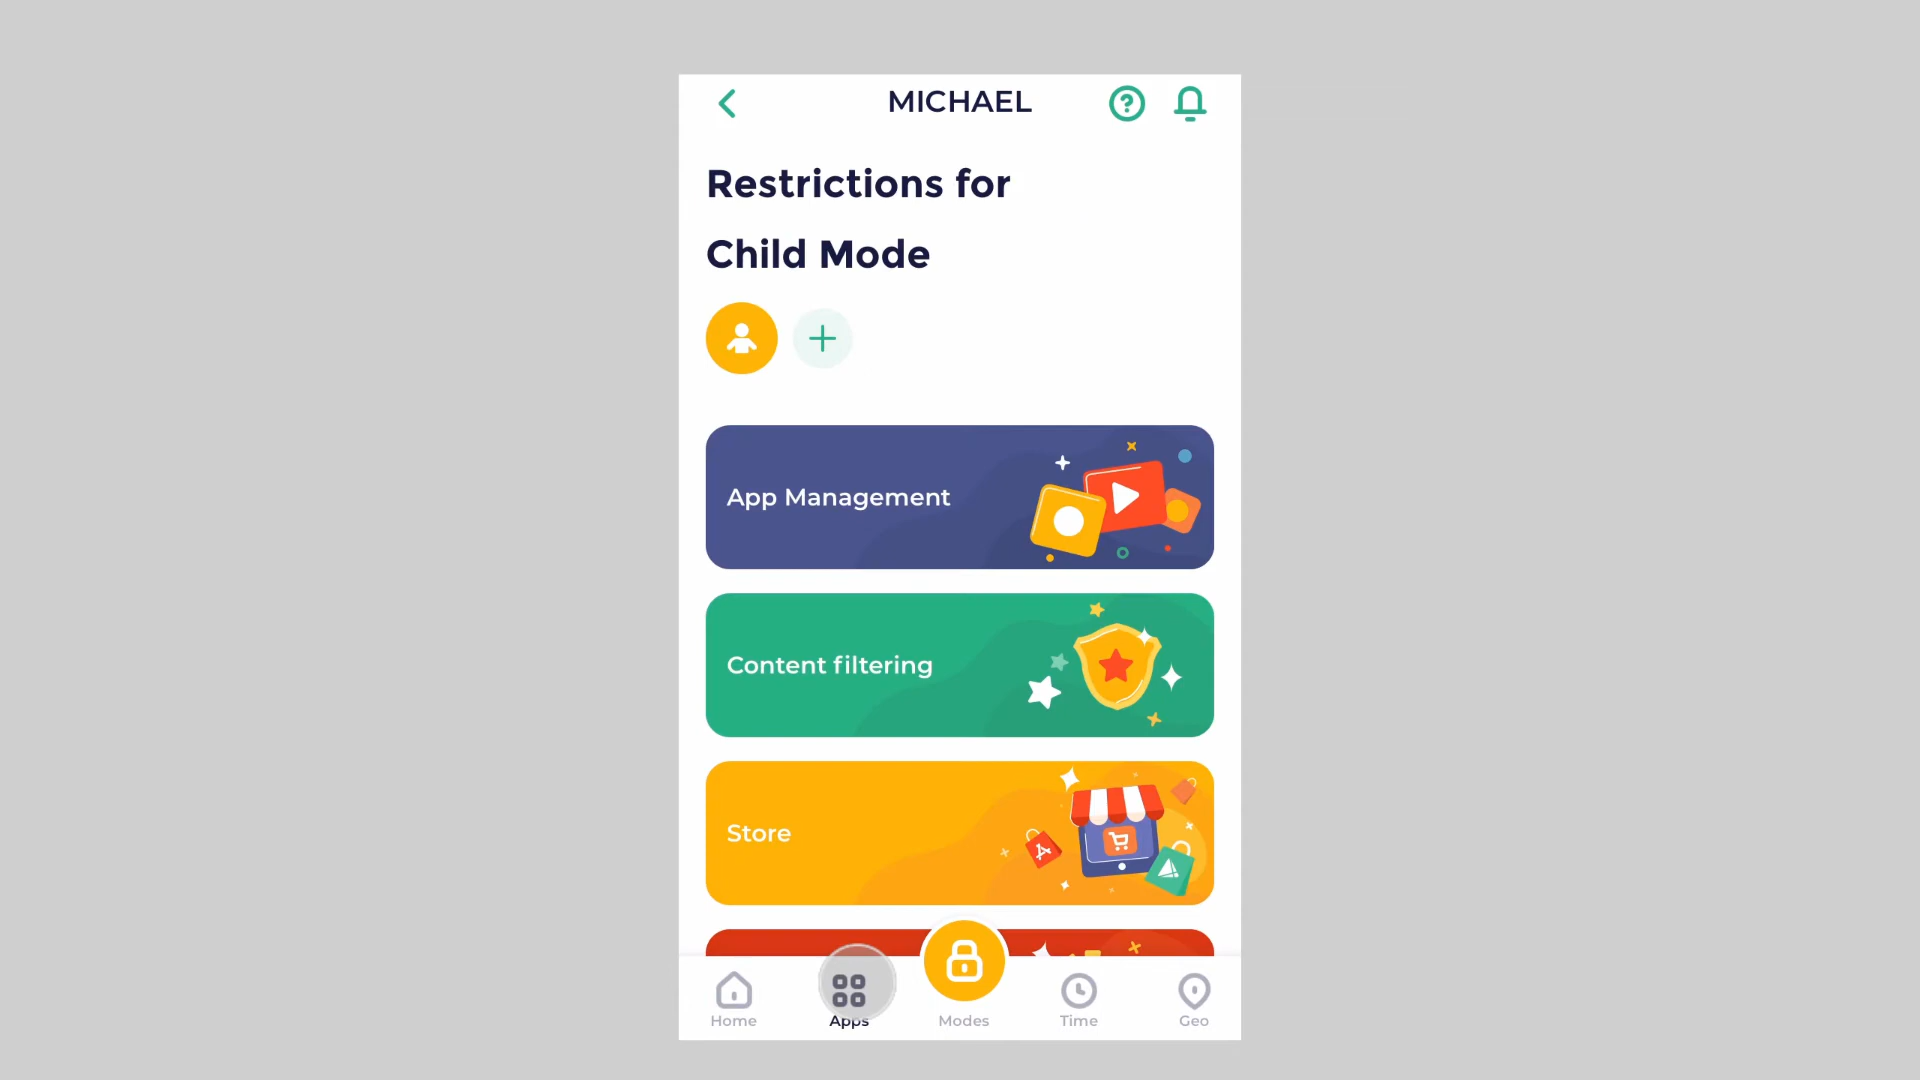 MICHAEL
Restrictions for
Child Mode
App Management
Content filtering
Store
Home
Apps
Modes
Time
Geo